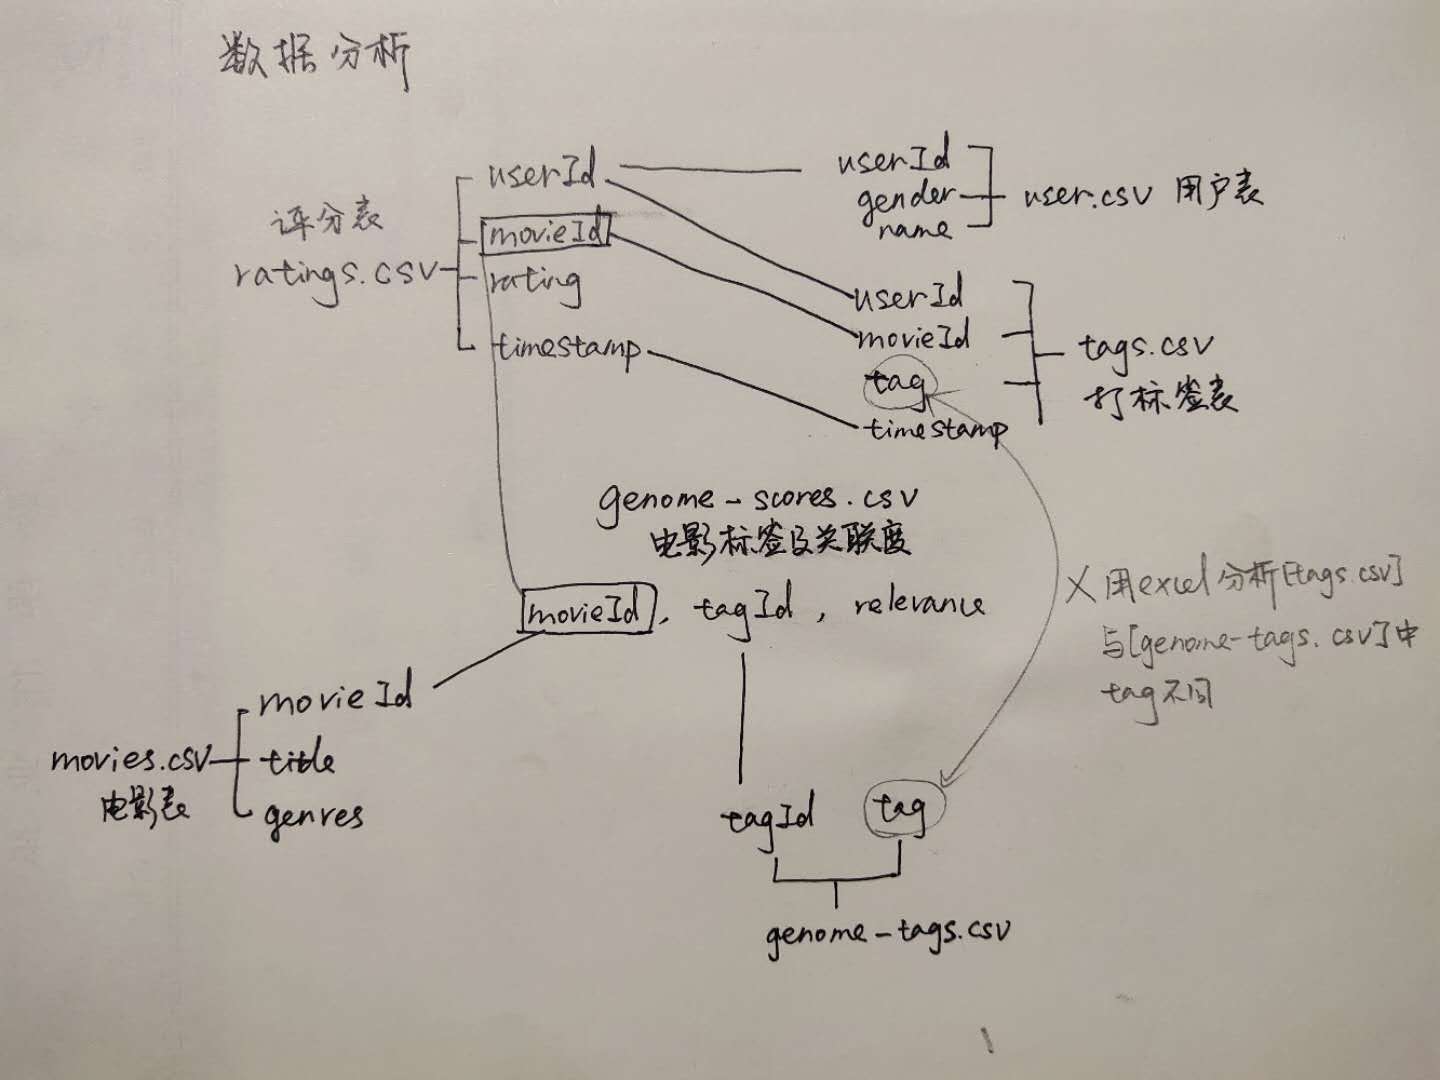 数据分析
评分表
ratings.csv
userId
movieId
rating
timestamp
userId
gender
name
user.csv 用户表
userId
movieId
tag
timestamp
tags.csv
打标签表
genome-scores.csv
电影标签及关联度
movieId, tagId, relevance
X 用excel分析[tags.csv]
与[genome-tags.csv]中
tag不同
movies.csv
电影表
movieId
title
genres
tagId tag
genome-tags.csv